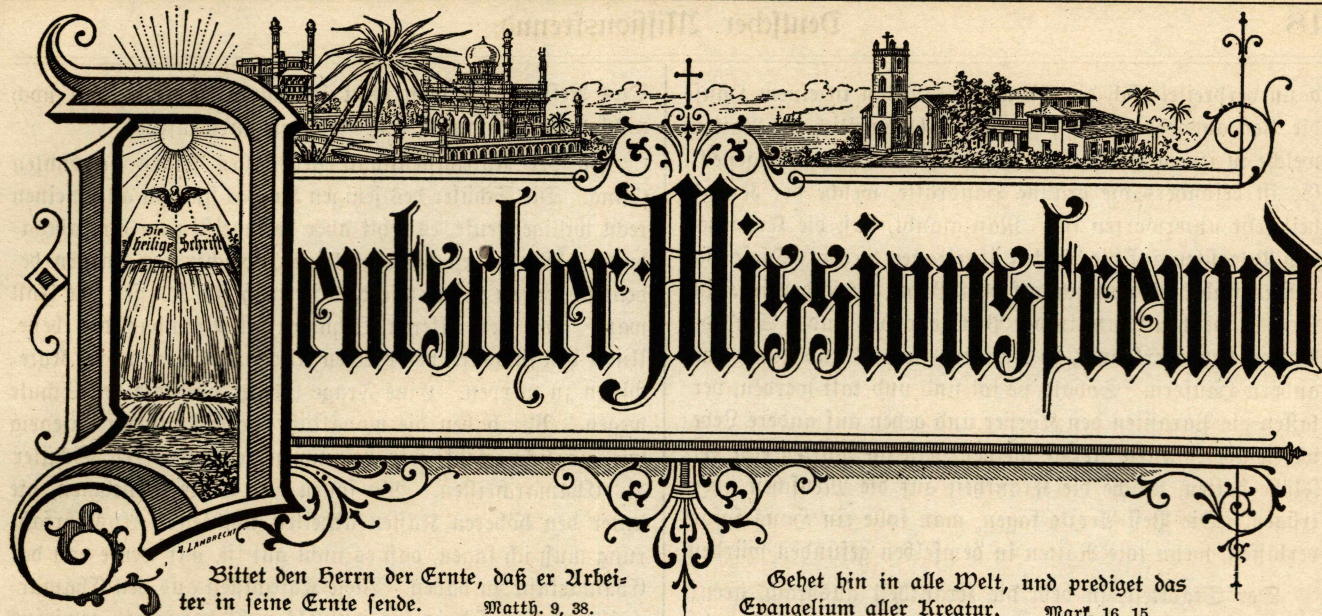 Deutscher Missionsfreund
Die
heilige Schrift
A. LAMBRECHT
Bittet den Herrn der Ernte, daß er Arbei-
ter in seine Ernte sende. Matth. 9, 38.
Gehet hin in alle Welt, und prediget das
Evangelium aller Kreatur. Mark. 16, 15.